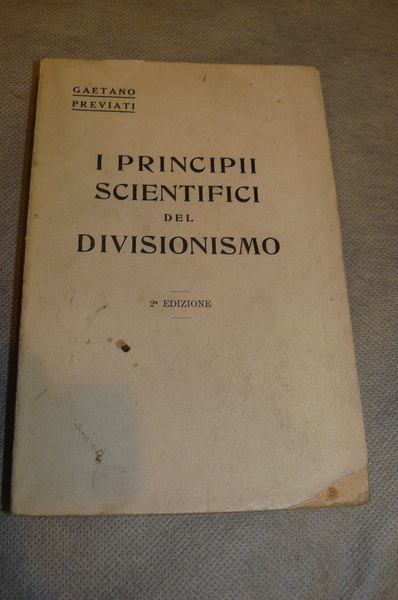 GAETANO
PREVIATI
I PRINCIPII
SCIENTIFICI
DEL
DIVISIONISMO
2ª EDIZIONE